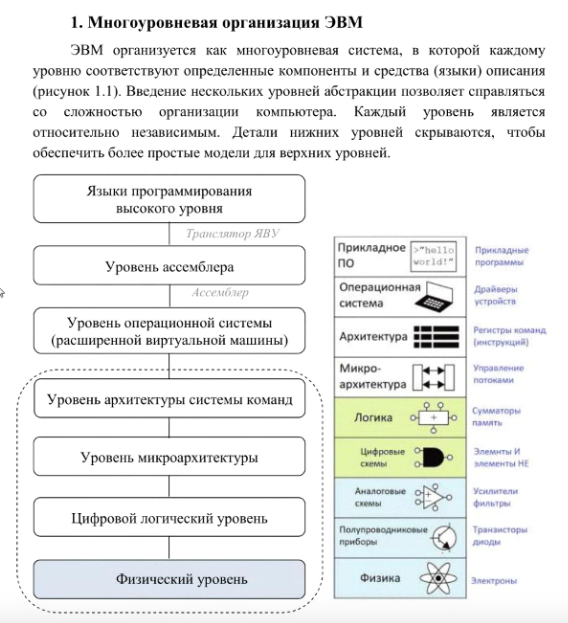 1. Многоуровневая организация ЭВМ
ЭВМ организуется как многоуровневая система, в которой каждому
уровню соответствуют определенные компоненты и средства (языки) описания
(рисунок 1.1). Введение нескольких уровней абстракции позволяет справляться
со сложностью организации компьютера. Каждый уровень является
относительно независимым. Детали нижних уровней скрываются, чтобы
обеспечить более простые модели для верхних уровней.
Языки программирования
высокого уровня
Транслятор ЯВУ
Уровень ассемблера
Ассемблер
Уровень операционной системы
(расширенной виртуальной машины)
Уровень архитектуры системы команд
Уровень микроархитектуры
Цифровой логический уровень
Физический уровень
Прикладное
ПО
>"hello
world!"
Прикладные
программы
Операционная
система
Драйверы
устройств
Архитектура
Регистры команд
(инструкций)
Микро-
архитектура
Управление
потоками
Логика
+
Сумматоры
память
Цифровые
схемы
Элемнты И
элементы НЕ
Аналоговые
схемы
+
−
Усилители
фильтры
Полупроводниковые
приборы
Транзисторы
диоды
Физика
Электроны